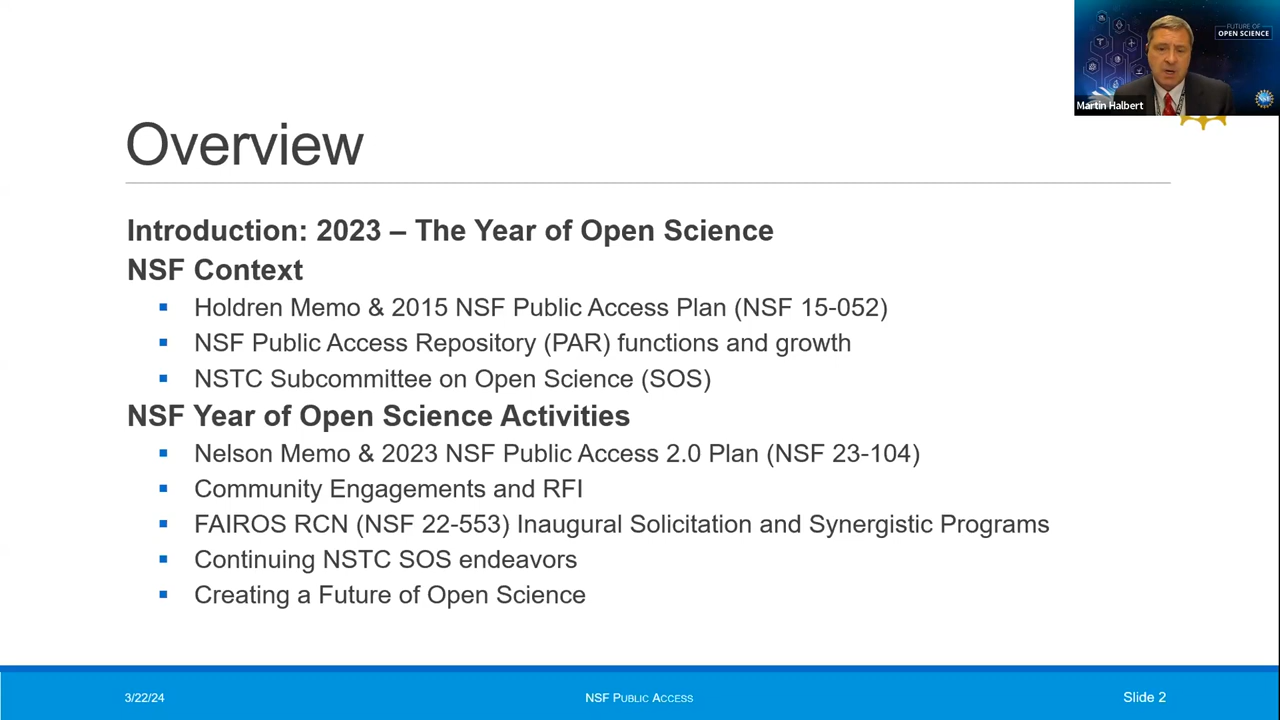 FUTURE OF
OPEN SCIENCE
Martin Halbert
Overview
Introduction: 2023 – The Year of Open Science
NSF Context
▪ Holdren Memo & 2015 NSF Public Access Plan (NSF 15-052)
▪ NSF Public Access Repository (PAR) functions and growth
▪ NSTC Subcommittee on Open Science (SOS)
NSF Year of Open Science Activities
▪ Nelson Memo & 2023 NSF Public Access 2.0 Plan (NSF 23-104)
▪ Community Engagements and RFI
▪ FAIROS RCN (NSF 22-553) Inaugural Solicitation and Synergistic Programs
▪ Continuing NSTC SOS endeavors
▪ Creating a Future of Open Science
3/22/24
NSF PUBLIC ACCESS
Slide 2